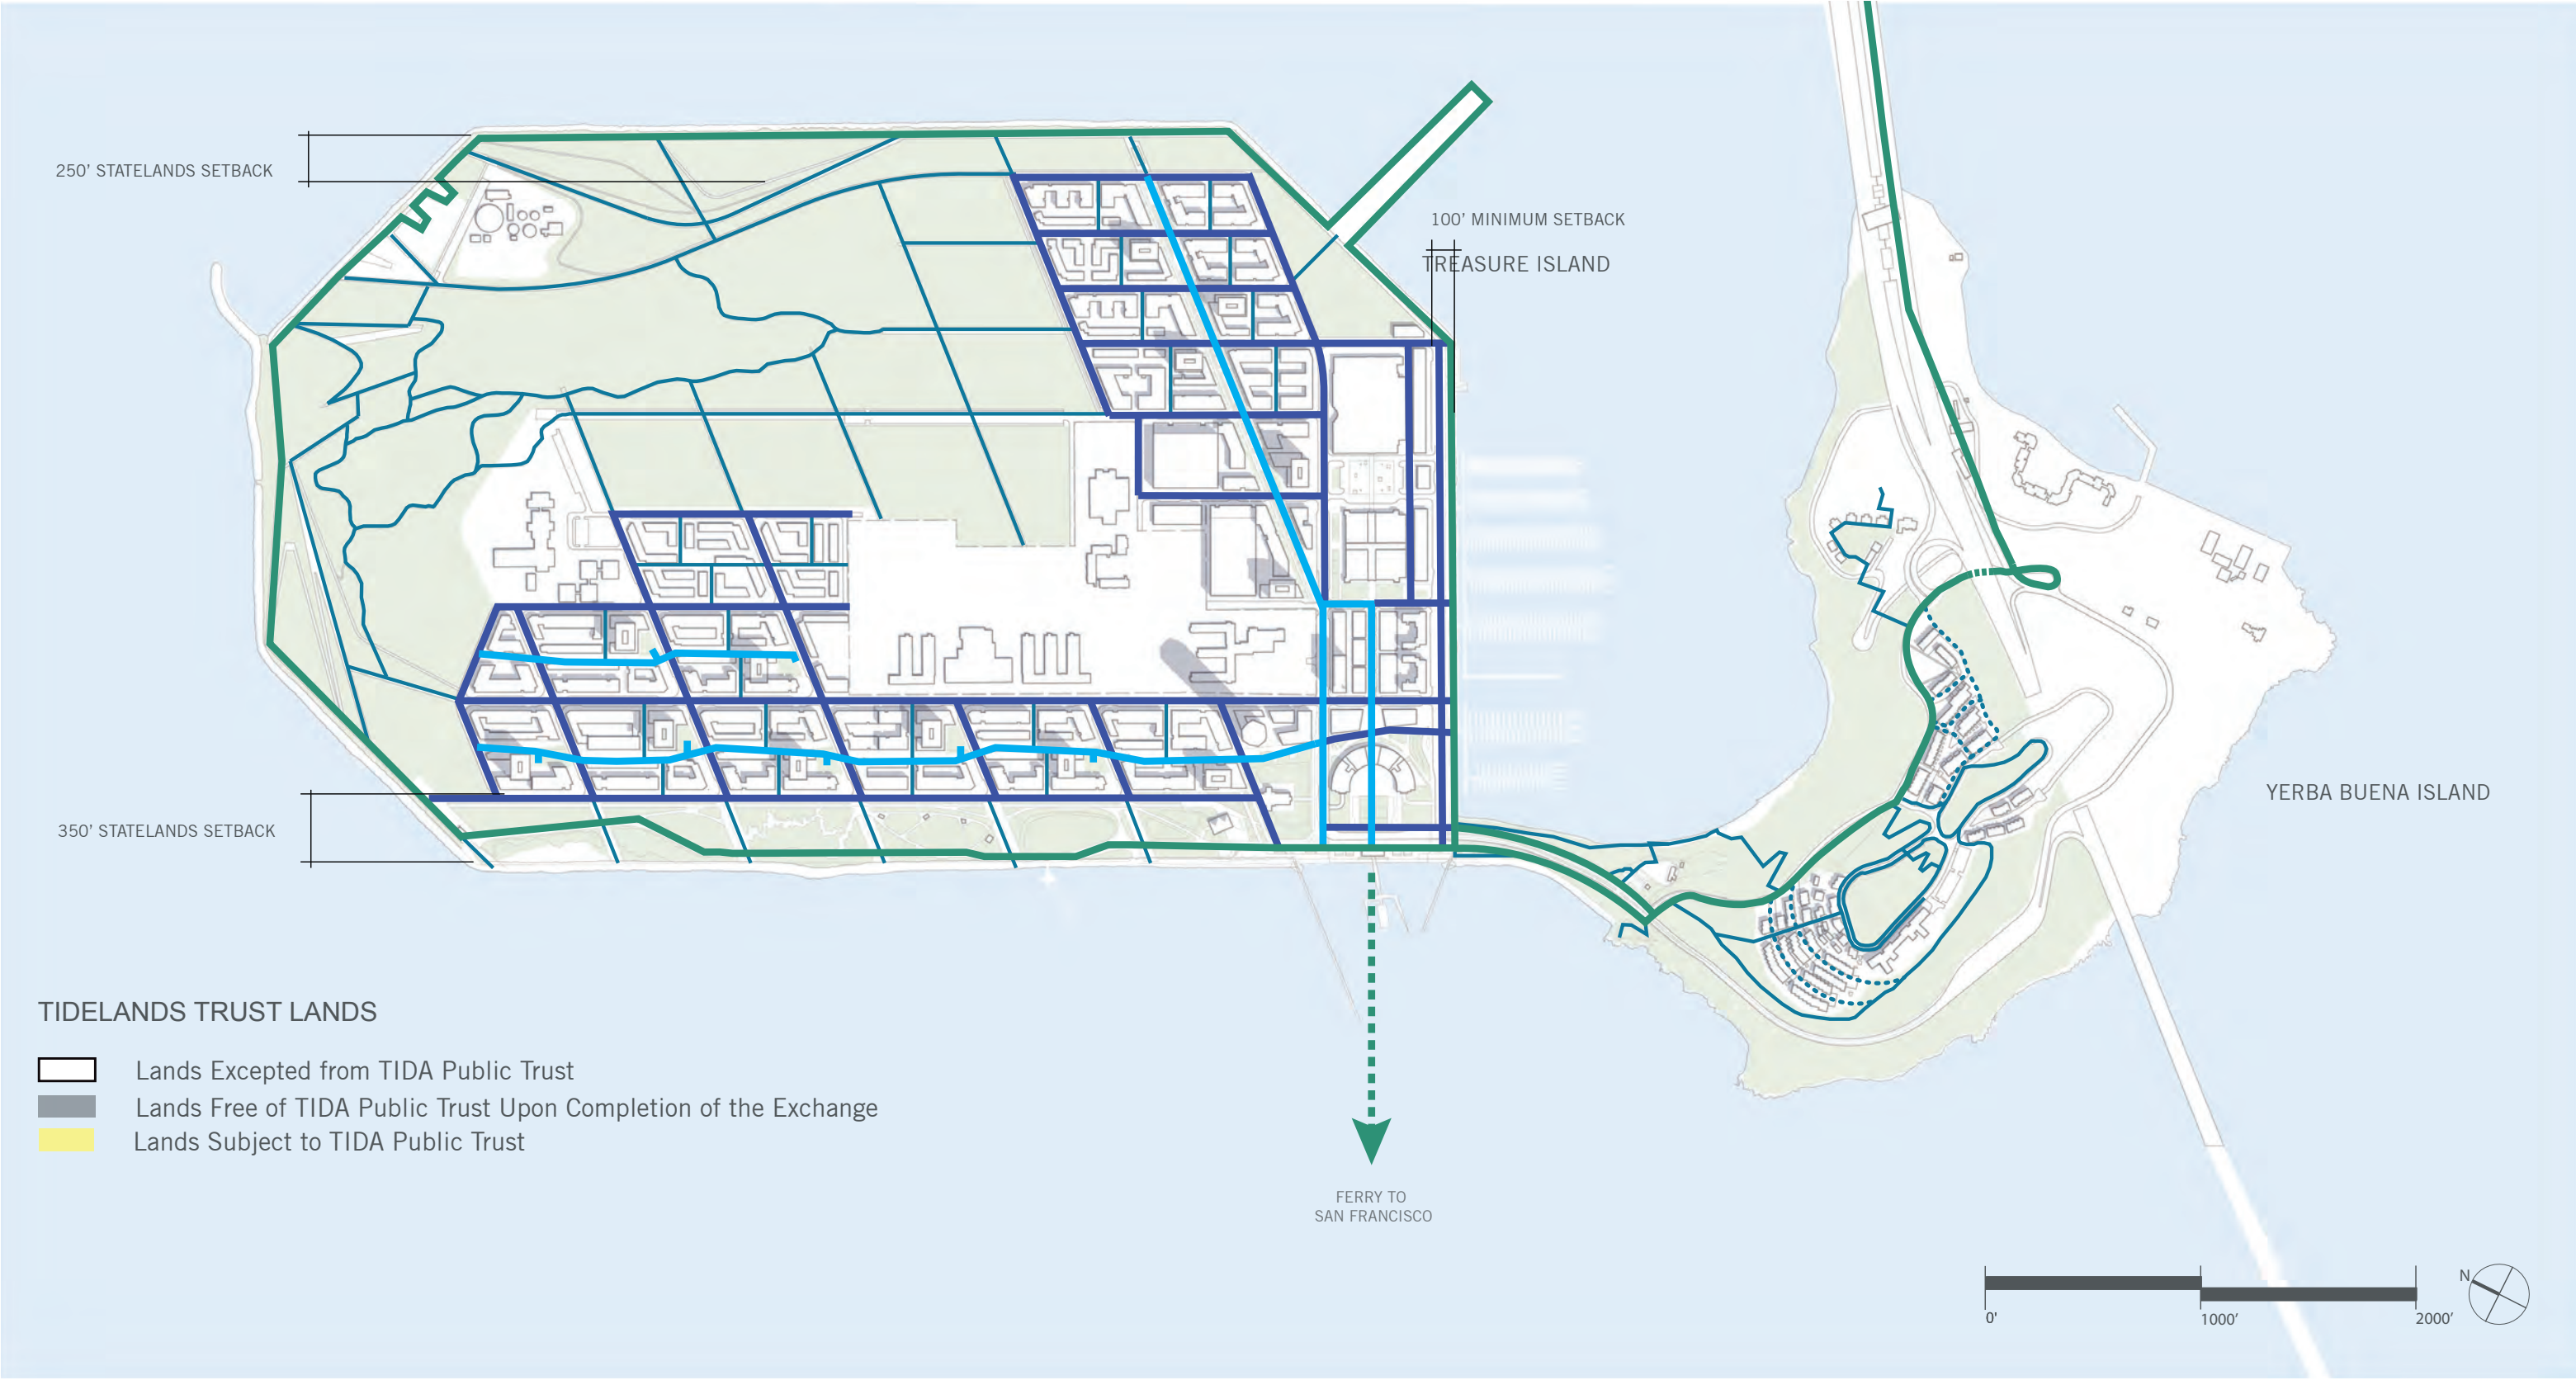 250’ STATELANDS SETBACK
100’ MINIMUM SETBACK
TREASURE ISLAND
YERBA BUENA ISLAND
350’ STATELANDS SETBACK
TIDELANDS TRUST LANDS
Lands Excepted from TIDA Public Trust
Lands Free of TIDA Public Trust Upon Completion of the Exchange
Lands Subject to TIDA Public Trust
FERRY TO
SAN FRANCISCO
N
0'
1000’
2000’